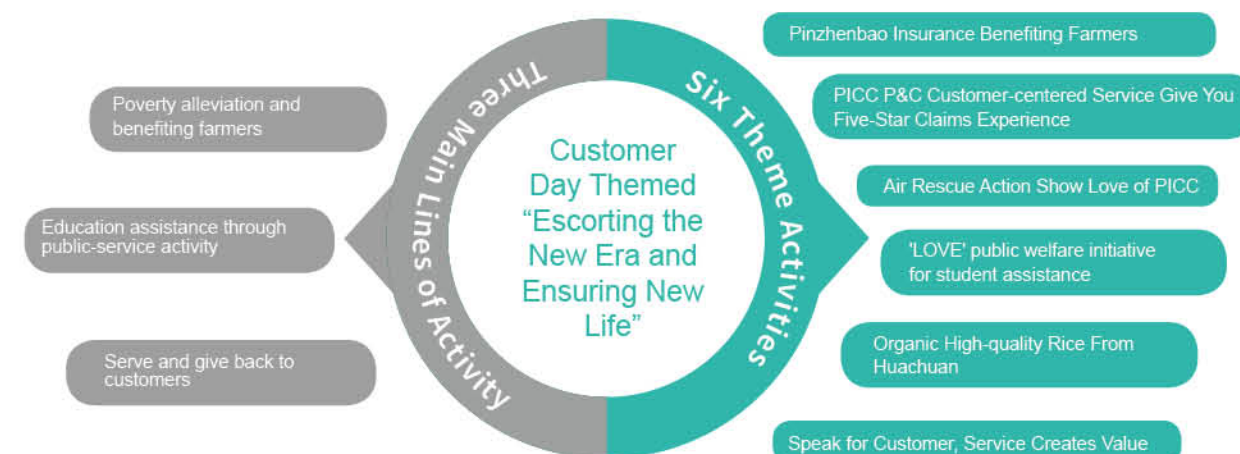 Three Main Lines of Activity
Poverty alleviation and
benefiting farmers
Education assistance through
public-service activity
Serve and give back to
customers
Customer
Day Themed
“Escorting the
New Era and
Ensuring New
Life”
Six Theme Activities
Pinzhenbao Insurance Benefiting Farmers
PICC P&C Customer-centered Service Give You
Five-Star Claims Experience
Air Rescue Action Show Love of PICC
'LOVE' public welfare initiative
for student assistance
Organic High-quality Rice From
Huachuan
Speak for Customer, Service Creates Value